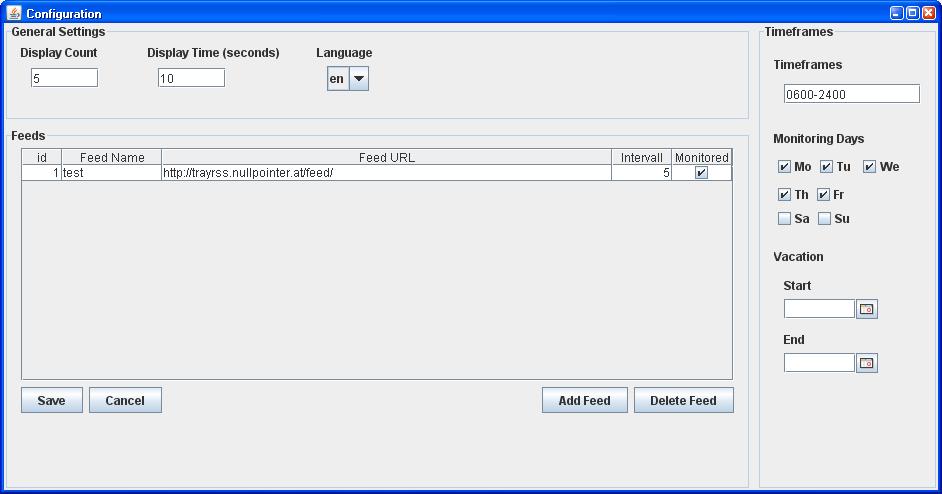 Configuration
General Settings
Display Count Display Time (seconds) Language
5 10 en
Feeds
id Feed Name Feed URL Intervall Monitored
1 test http://trayrss.nullpointer.at/feed/ 5
Save Cancel Add Feed Delete Feed
Timeframes
Timeframes
0600-2400
Monitoring Days
Mo Tu We
Th Fr
Sa Su
Vacation
Start
End